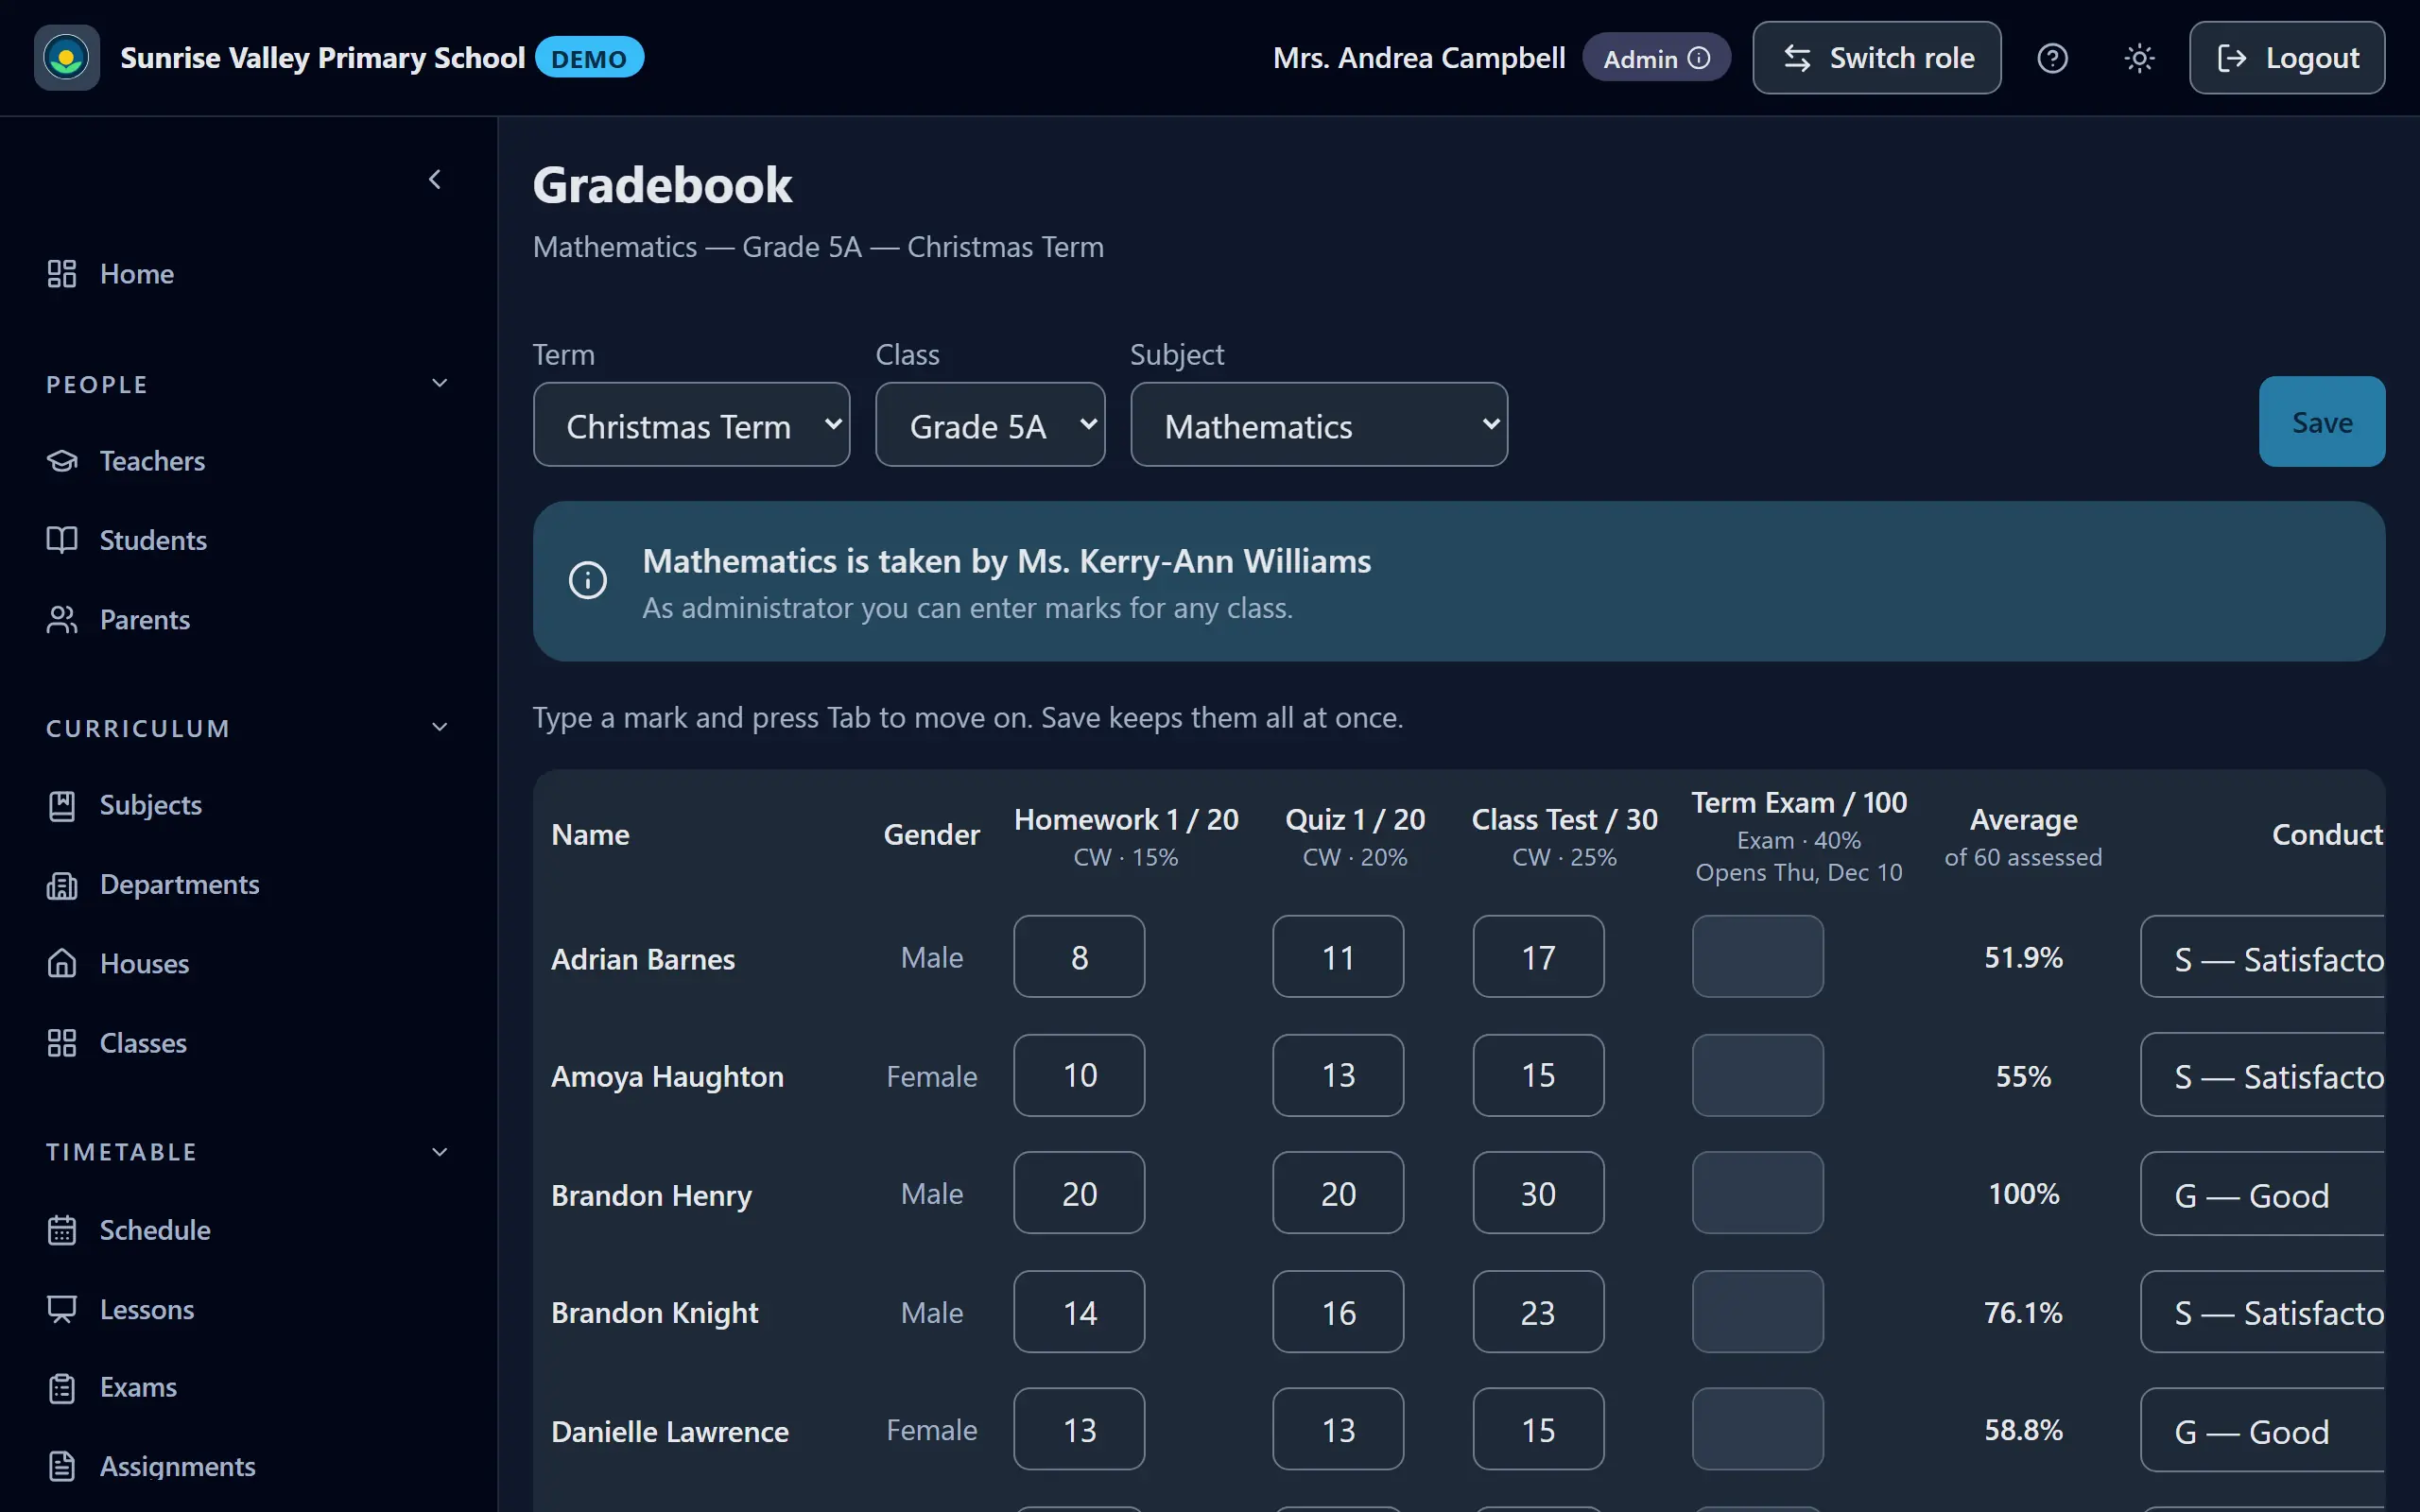 Sunrise Valley Primary School DEMO
Mrs. Andrea Campbell Admin Switch role Logout
Home
PEOPLE
Teachers
Students
Parents
CURRICULUM
Subjects
Departments
Houses
Classes
TIMETABLE
Schedule
Lessons
Exams
Assignments
Gradebook
Mathematics — Grade 5A — Christmas Term
Term Class Subject
Christmas Term Grade 5A Mathematics Save
Mathematics is taken by Ms. Kerry-Ann Williams
As administrator you can enter marks for any class.
Type a mark and press Tab to move on. Save keeps them all at once.
Name Gender Homework 1 / 20 Quiz 1 / 20 Class Test / 30 Term Exam / 100 Average Conduct
CW · 15% CW · 20% CW · 25% Exam · 40% of 60 assessed
Opens Thu, Dec 10
Adrian Barnes Male 8 11 17 51.9% S — Satisfacto
Amoya Haughton Female 10 13 15 55% S — Satisfacto
Brandon Henry Male 20 20 30 100% G — Good
Brandon Knight Male 14 16 23 76.1% S — Satisfacto
Danielle Lawrence Female 13 13 15 58.8% G — Good